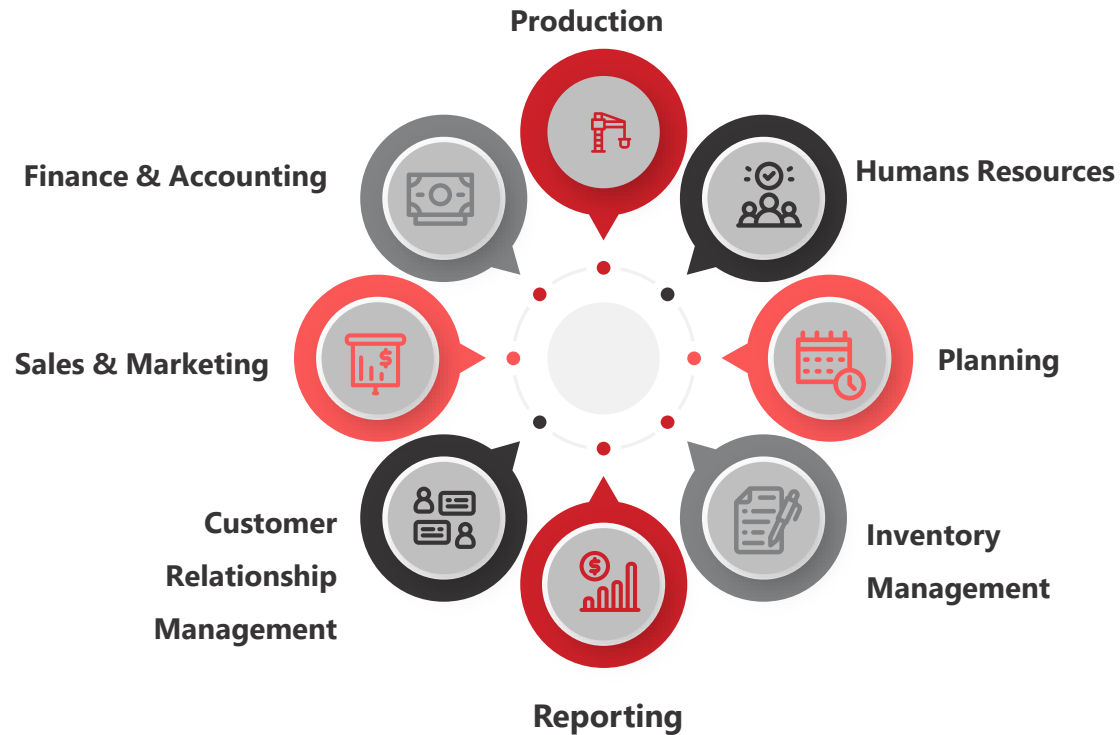 Production
Finance & Accounting
Humans Resources
Sales & Marketing
Planning
Customer
Relationship
Management
Inventory
Management
Reporting